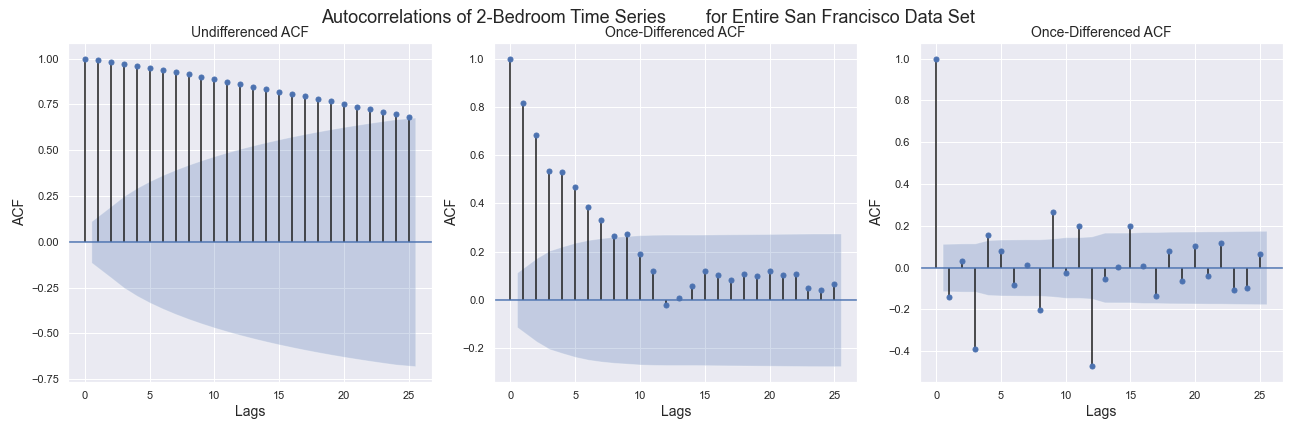 Autocorrelations of 2-Bedroom Time Series        for Entire San Francisco Data Set
Undifferenced ACF
1.00
0.75
0.50
0.25
0.00
−0.25
−0.50
−0.75
ACF
0 5 10 15 20 25
Lags
Once-Differenced ACF
1.0
0.8
0.6
0.4
0.2
0.0
−0.2
ACF
0 5 10 15 20 25
Lags
Once-Differenced ACF
1.0
0.8
0.6
0.4
0.2
0.0
−0.2
−0.4
ACF
0 5 10 15 20 25
Lags